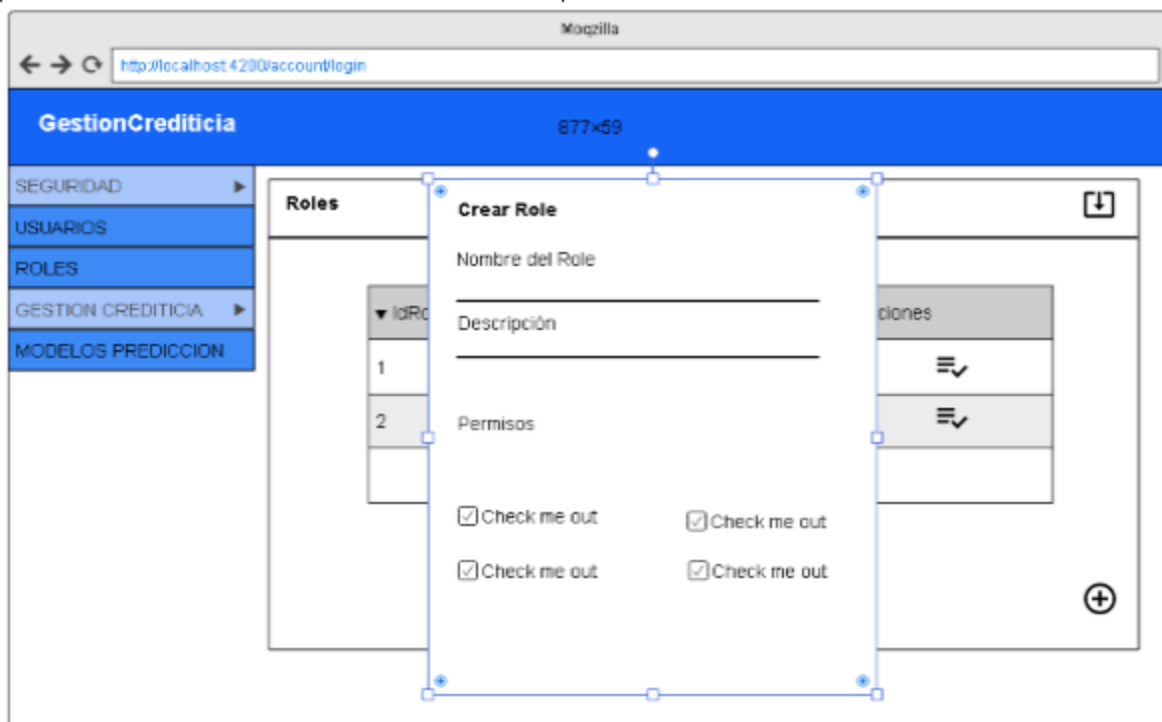 Moqzilla
http://localhost:4200/account/login
GestionCrediticia
877×59
SEGURIDAD
USUARIOS
ROLES
GESTION CREDITICIA
MODELOS PREDICCION
Roles
IdRo
ciones
1
2
Crear Role
Nombre del Role
Descripción
Permisos
Check me out
Check me out
Check me out
Check me out